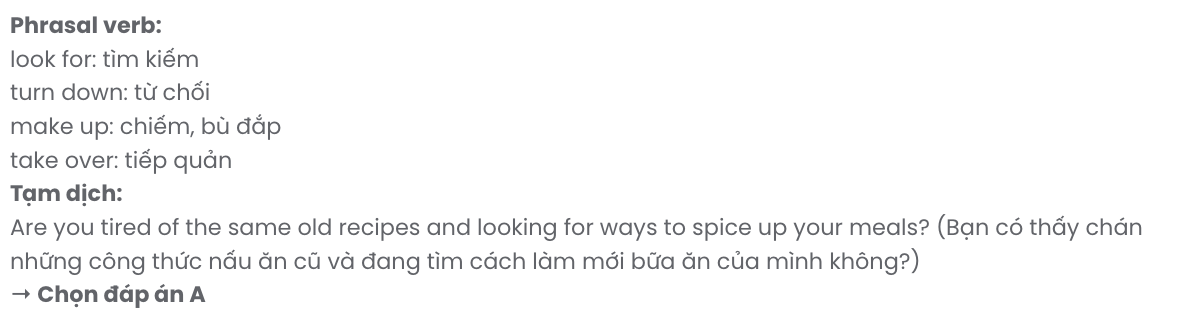 Phrasal verb:
look for: tìm kiếm
turn down: từ chối
make up: chiếm, bù đắp
take over: tiếp quản
Tạm dịch:
Are you tired of the same old recipes and looking for ways to spice up your meals? (Bạn có thấy chán
những công thức nấu ăn cũ và đang tìm cách làm mới bữa ăn của mình không?)
→ Chọn đáp án A